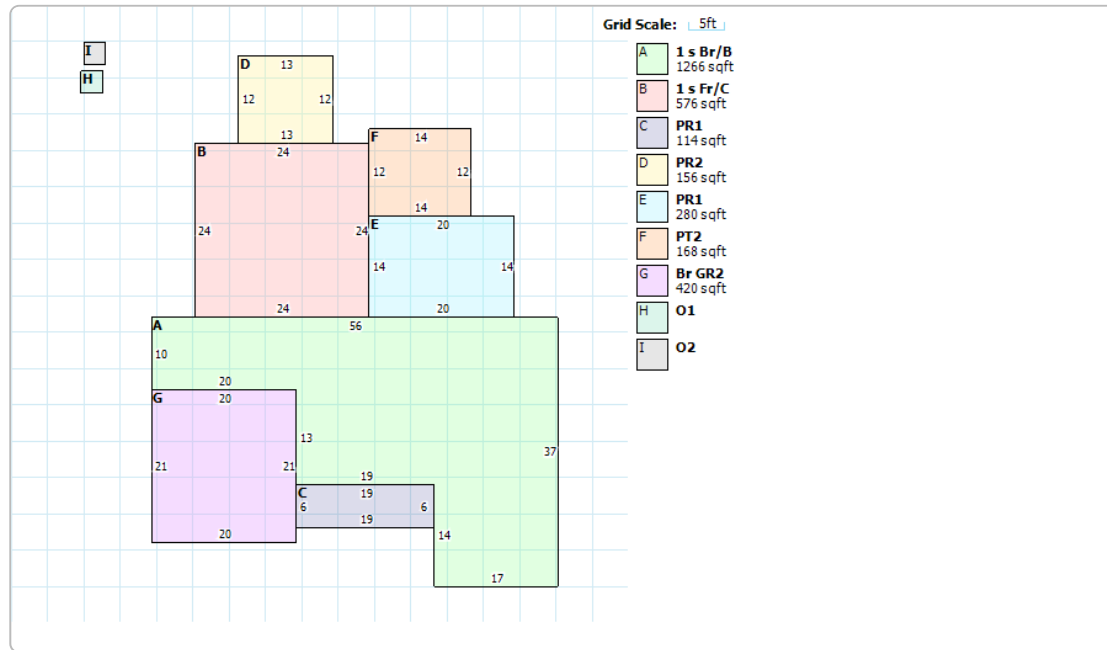 Grid Scale: 5ft
I
H
A 1 s Br/B
1266 sqft
B 1 s Fr/C
576 sqft
C PR1
114 sqft
D PR2
156 sqft
E PR1
280 sqft
F PT2
168 sqft
G Br GR2
420 sqft
H O1
I O2
D 13
12 12
13
B 24
24 24
24
F 14
12 12
14
E 20
14 14
20
A 56
10
20
13
37
19
14
17
G 20
21 21
20
C 19
6 6
19